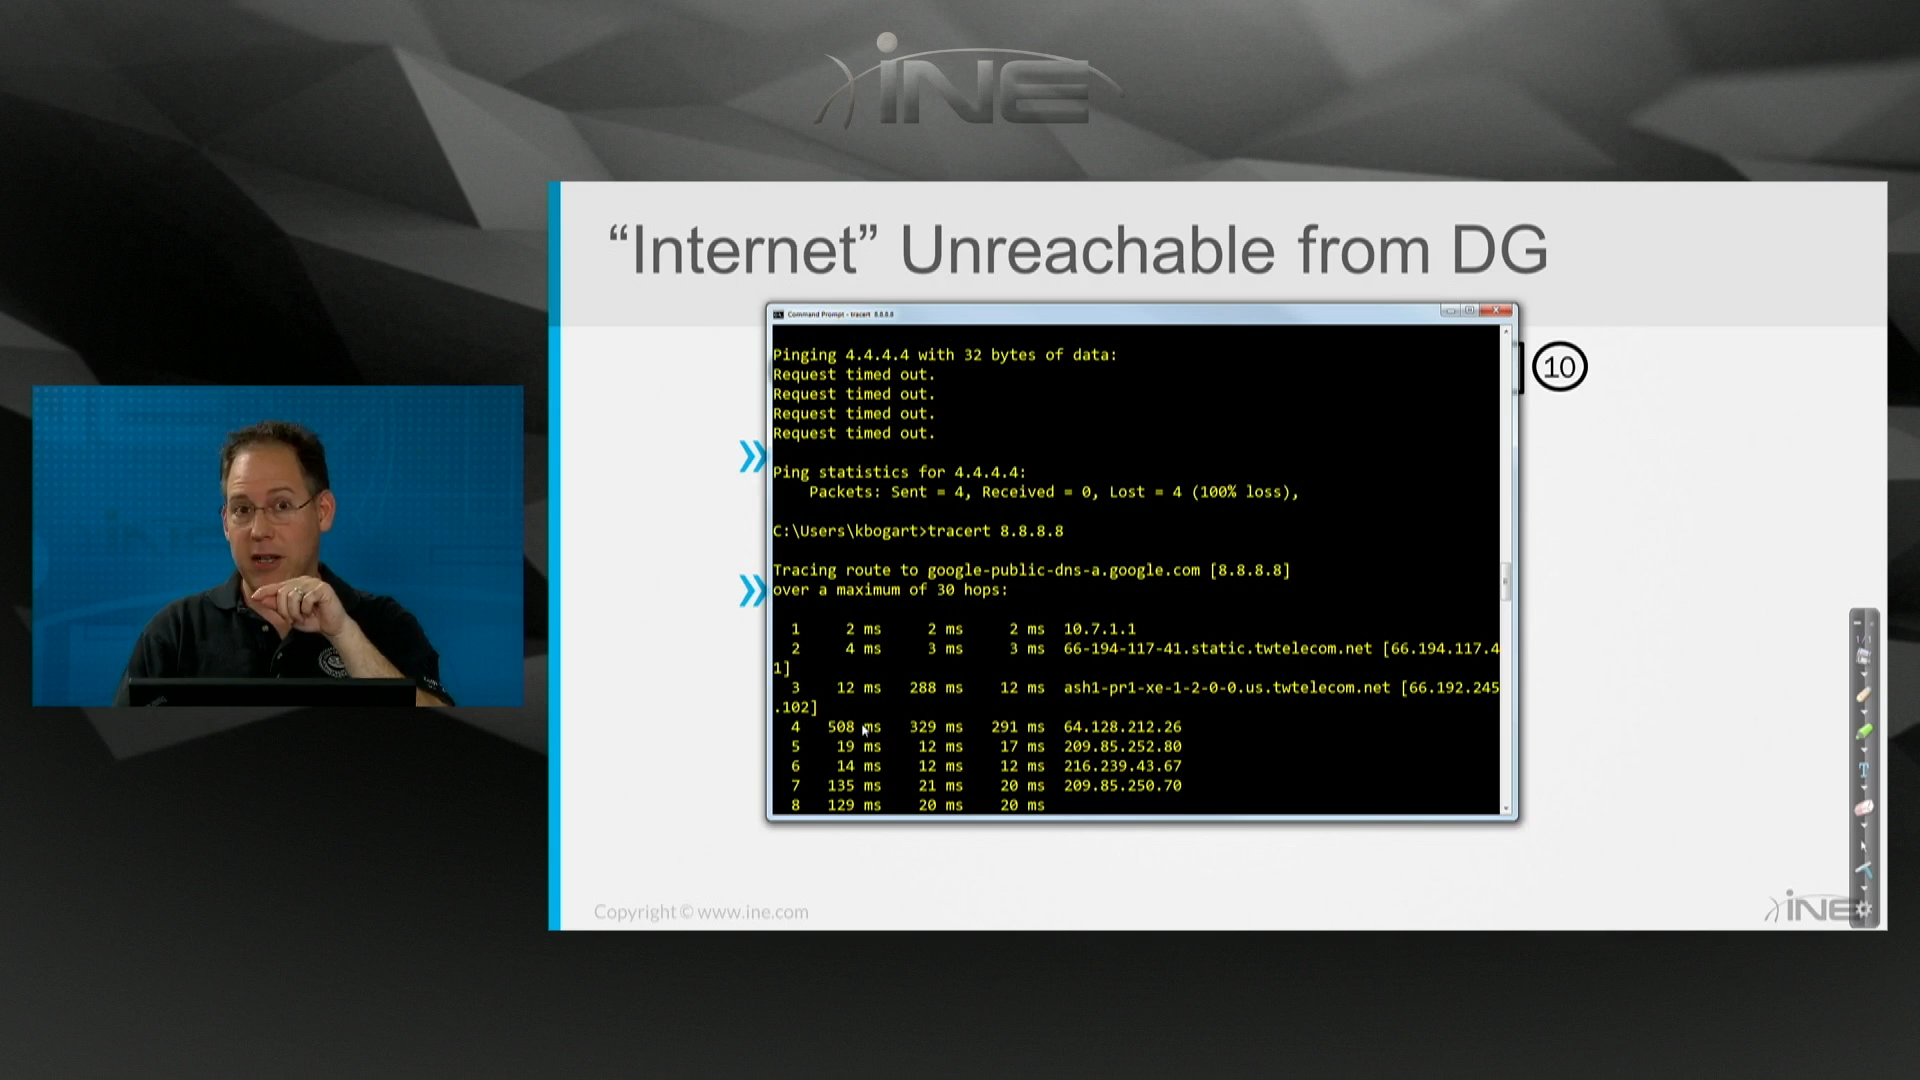 iNE
“Internet” Unreachable from DG
Command Prompt - tracert 8.8.8.8
10
Pinging 4.4.4.4 with 32 bytes of data:
Request timed out.
Request timed out.
Request timed out.
Request timed out.
Ping statistics for 4.4.4.4:
Packets: Sent = 4, Received = 0, Lost = 4 (100% loss),
C:\Users\kbogart>tracert 8.8.8.8
Tracing route to google-public-dns-a.google.com [8.8.8.8]
over a maximum of 30 hops:
1 2 ms 2 ms 2 ms 10.7.1.1
2 4 ms 3 ms 3 ms 66-194-117-41.static.twtelecom.net [66.194.117.4
1]
3 12 ms 288 ms 12 ms ash1-pr1-xe-1-2-0-0.us.twtelecom.net [66.192.245
.102]
4 508 ms 329 ms 291 ms 64.128.212.26
5 19 ms 12 ms 17 ms 209.85.252.80
6 14 ms 12 ms 12 ms 216.239.43.67
7 135 ms 21 ms 20 ms 209.85.250.70
8 129 ms 20 ms 20 ms
1/1
T
Copyright © www.ine.com
iNE